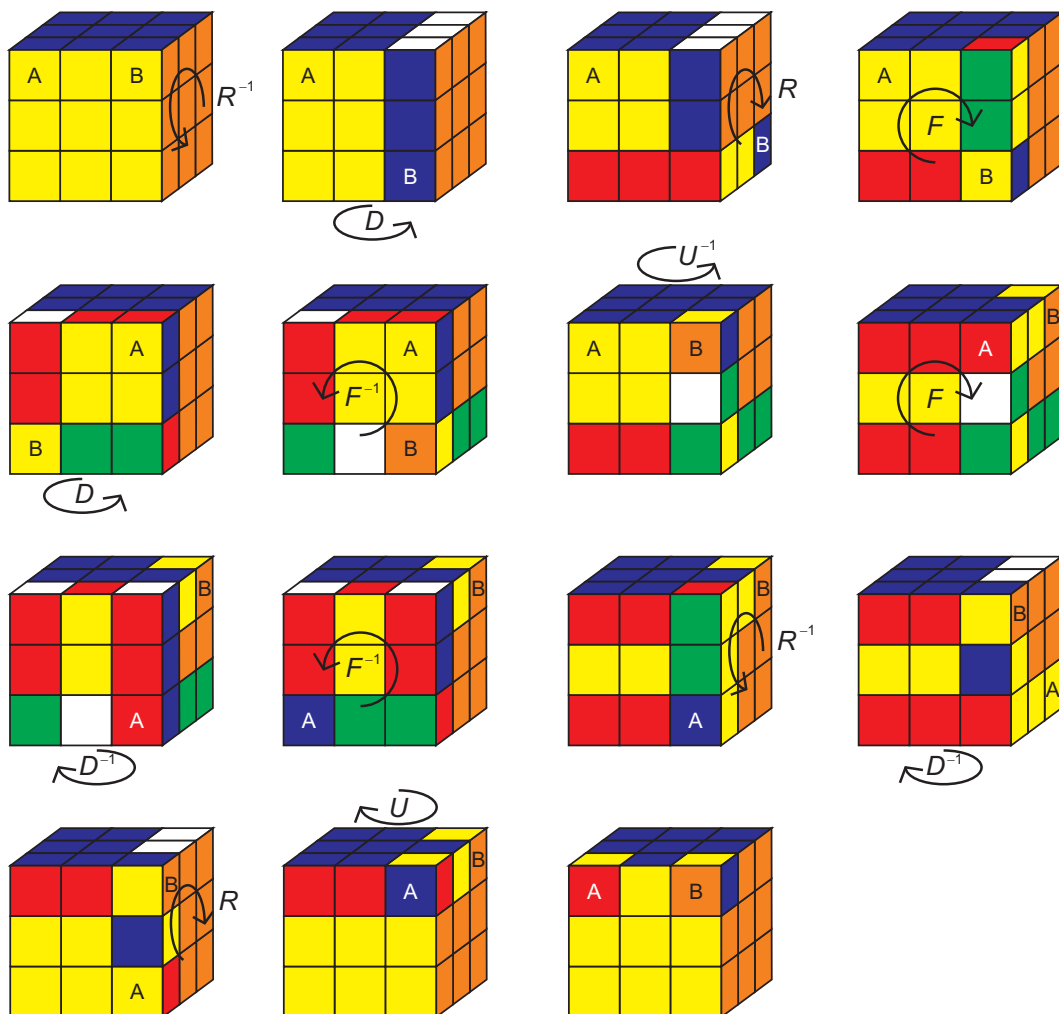 A B R⁻¹
A B D
A B R
A F B
A B D
A F⁻¹ B
U⁻¹ A B
A B F
B A D⁻¹
B F⁻¹ A
B A R⁻¹
B A D⁻¹
B A R
U A B
A B